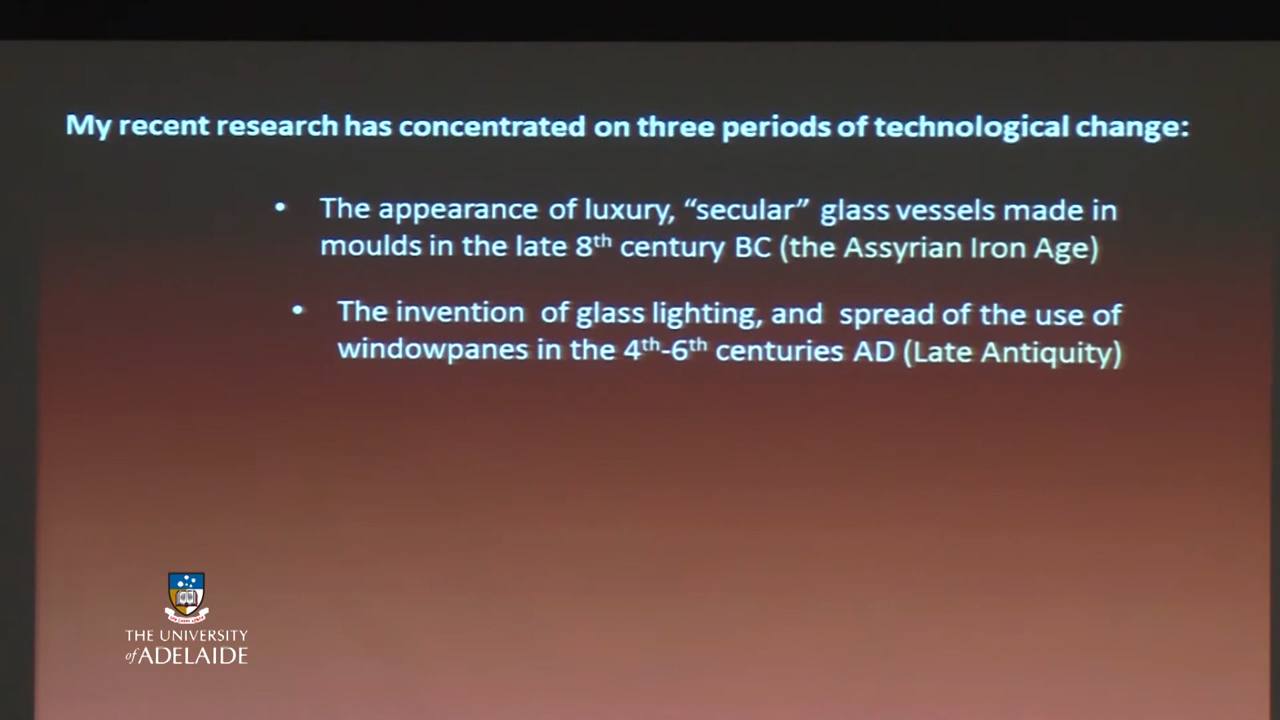 My recent research has concentrated on three periods of technological change:
• The appearance of luxury, “secular” glass vessels made in
moulds in the late 8th century BC (the Assyrian Iron Age)
• The invention of glass lighting, and spread of the use of
windowpanes in the 4th-6th centuries AD (Late Antiquity)
THE UNIVERSITY
of ADELAIDE